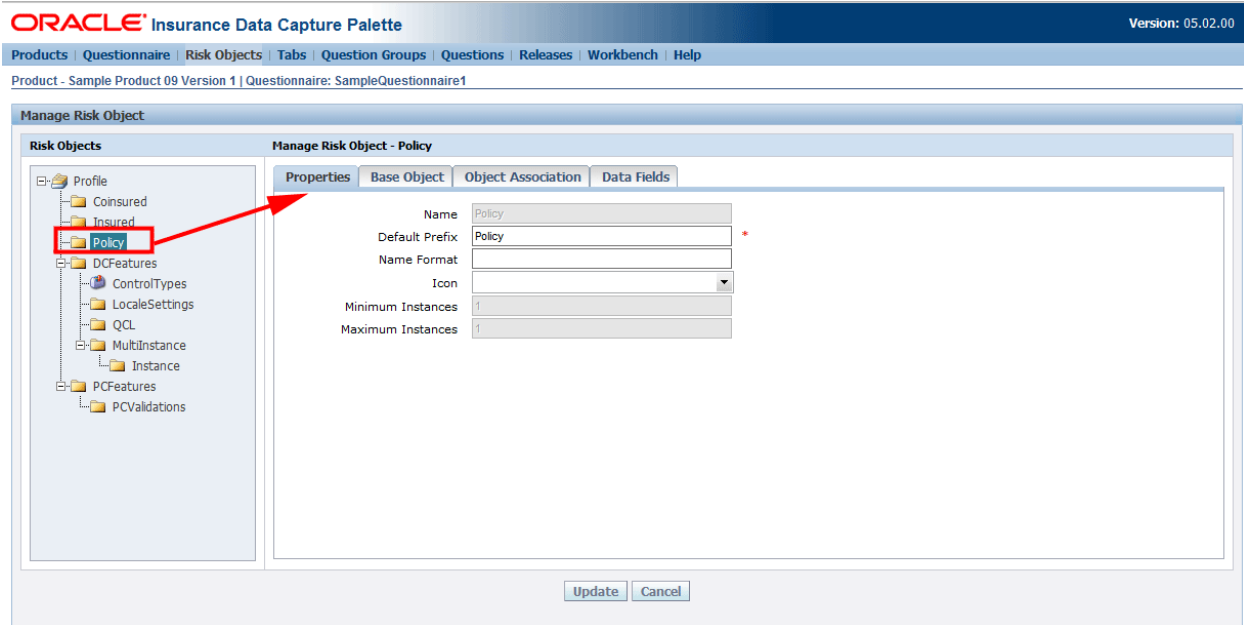 ORACLE Insurance Data Capture Palette Version: 05.02.00
Products | Questionnaire | Risk Objects | Tabs | Question Groups | Questions | Releases | Workbench | Help
Product - Sample Product 09 Version 1 | Questionnaire: SampleQuestionnaire1
Manage Risk Object
Risk Objects
Profile
Coinsured
Insured
Policy
DCFeatures
ControlTypes
LocaleSettings
QCL
MultiInstance
Instance
PCFeatures
PCValidations
Manage Risk Object - Policy
Properties Base Object Object Association Data Fields
Name Policy
Default Prefix Policy *
Name Format
Icon
Minimum Instances 1
Maximum Instances 1
Update Cancel